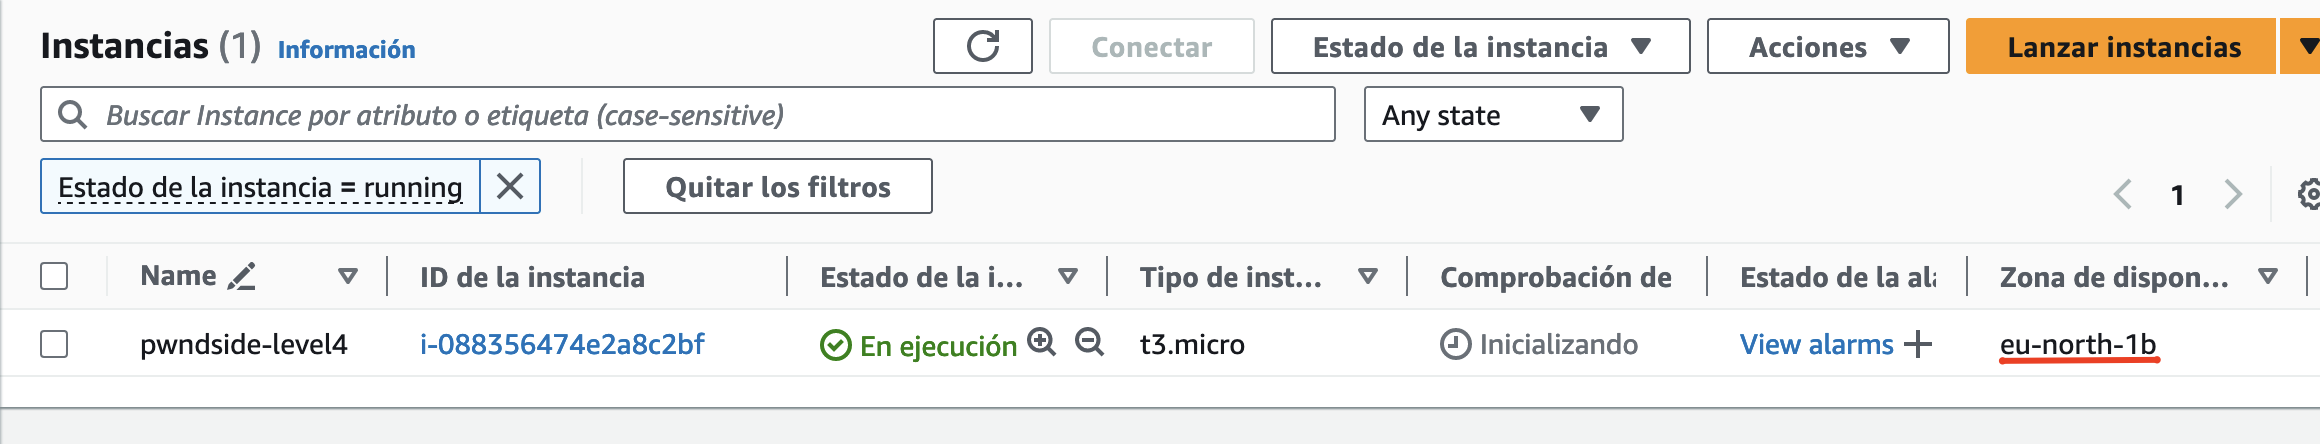 Instancias (1) Información
Conectar
Estado de la instancia
Acciones
Lanzar instancias
Buscar Instance por atributo o etiqueta (case-sensitive)
Any state
Estado de la instancia = running
Quitar los filtros
1
Name ID de la instancia Estado de la i... Tipo de inst... Comprobación de Estado de la ala Zona de dispon...
pwndside-level4 i-088356474e2a8c2bf En ejecución t3.micro Inicializando View alarms + eu-north-1b